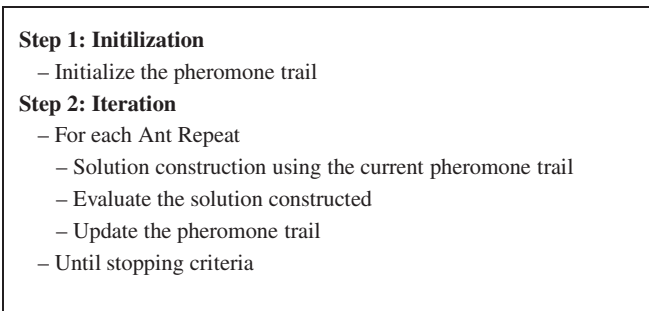 Step 1: Initilization
– Initialize the pheromone trail
Step 2: Iteration
– For each Ant Repeat
– Solution construction using the current pheromone trail
– Evaluate the solution constructed
– Update the pheromone trail
– Until stopping criteria